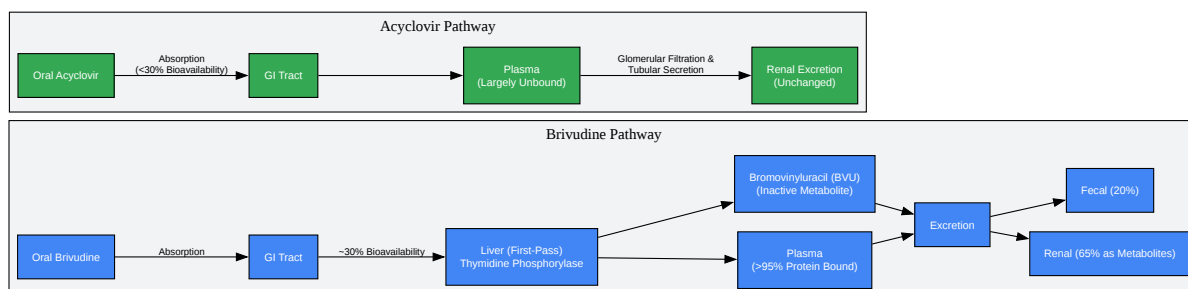 Acyclovir Pathway
Oral Acyclovir
Absorption
(<30% Bioavailability)
GI Tract
Plasma
(Largely Unbound)
Glomerular Filtration &
Tubular Secretion
Renal Excretion
(Unchanged)
Brivudine Pathway
Oral Brivudine
Absorption
GI Tract
~30% Bioavailability
Liver (First-Pass)
Thymidine Phosphorylase
Bromovinyluracil (BVU)
(Inactive Metabolite)
Plasma
(>95% Protein Bound)
Excretion
Fecal (20%)
Renal (65% as Metabolites)